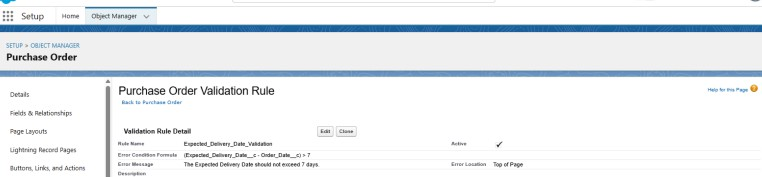 Setup Home Object Manager
SETUP > OBJECT MANAGER
Purchase Order
Details
Fields & Relationships
Page Layouts
Lightning Record Pages
Buttons, Links, and Actions
Purchase Order Validation Rule
Help for this Page
Back to Purchase Order
Validation Rule Detail Edit Clone
Rule Name Expected_Delivery_Date_Validation Active
Error Condition Formula (Expected_Delivery_Date__c - Order_Date__c) > 7
Error Message The Expected Delivery Date should not exceed 7 days. Error Location Top of Page
Description